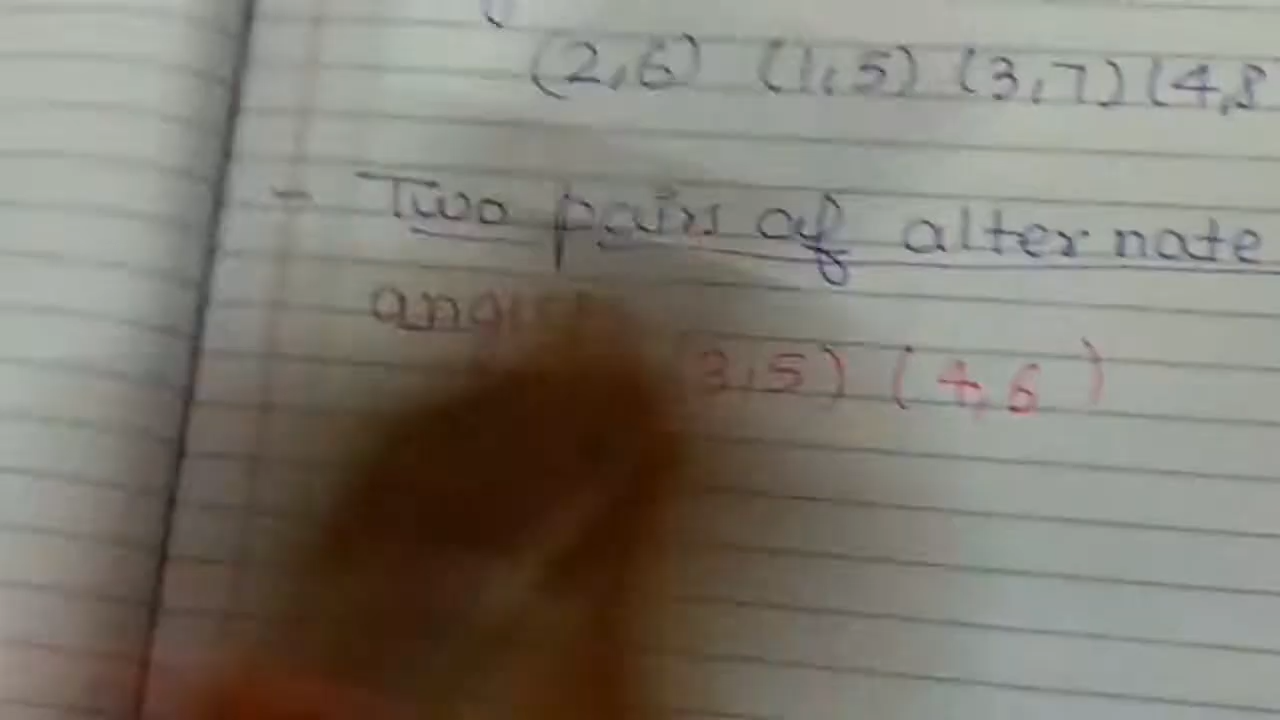 (2,6) (1,5) (3,7) (4,8
- Two pairs of alternate
3,5) (4,6)